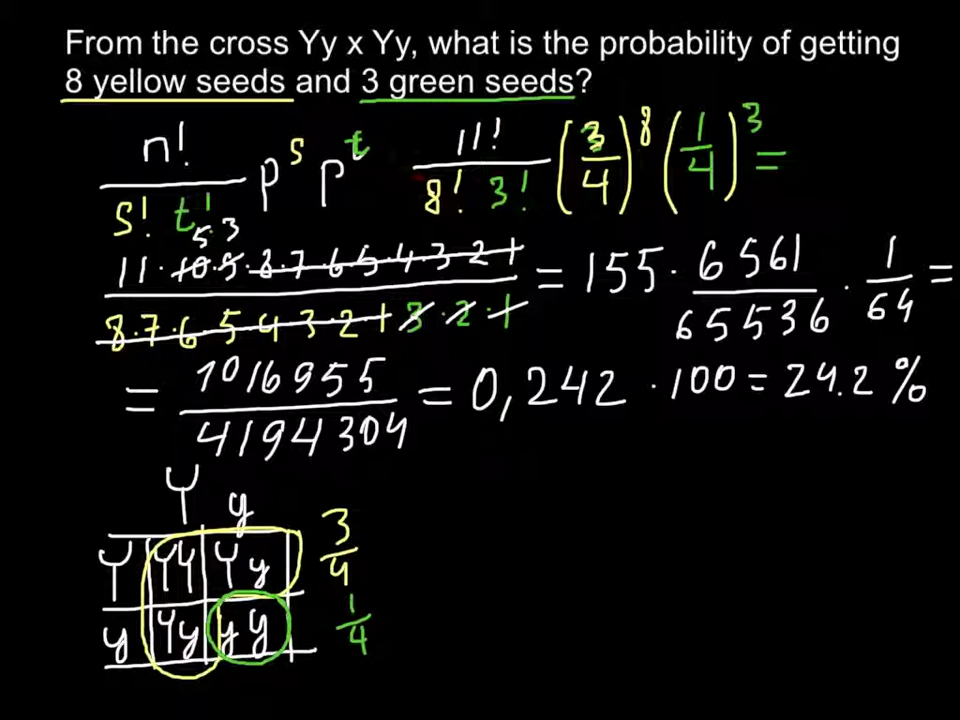 From the cross Yy x Yy, what is the probability of getting
8 yellow seeds and 3 green seeds?
n! / s! t! p^s p^t 11! / 8! 3! (3/4)^8 (1/4)^3 =
5 3
11·10·9·8·7·6·5·4·3·2·1 / 8·7·6·5·4·3·2·1 3·2·1 = 155 · 6561 / 65536 · 1/64 =
= 1016955 / 4194304 = 0,242 · 100 = 24.2 %
Y y
Y YY Yy 3/4
y Yy yy 1/4